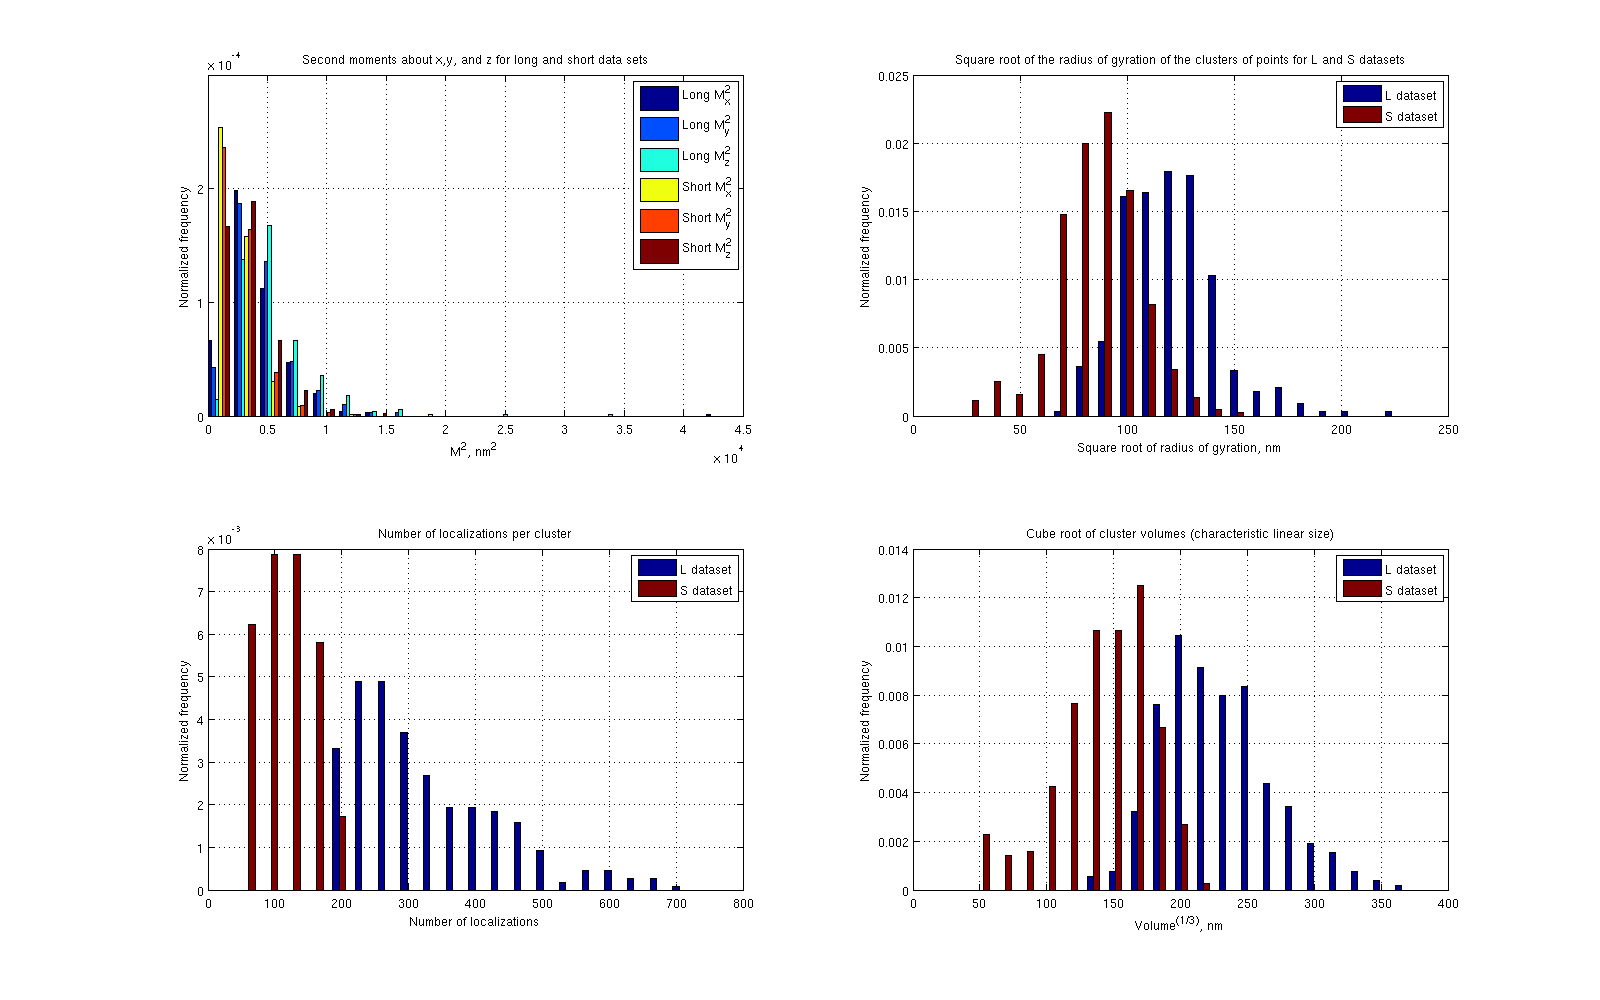 Second moments about x,y, and z for long and short data sets
x 10^-4
Normalized frequency
2
1
0
0 0.5 1 1.5 2 2.5 3 3.5 4 4.5
M^2, nm^2
x 10^4
Long M_x^2
Long M_y^2
Long M_z^2
Short M_x^2
Short M_y^2
Short M_z^2
Square root of the radius of gyration of the clusters of points for L and S datasets
Normalized frequency
0.025
0.02
0.015
0.01
0.005
0
0 50 100 150 200 250
Square root of radius of gyration, nm
L dataset
S dataset
Number of localizations per cluster
x 10^-3
Normalized frequency
8
7
6
5
4
3
2
1
0
0 100 200 300 400 500 600 700 800
Number of localizations
L dataset
S dataset
Cube root of cluster volumes (characteristic linear size)
Normalized frequency
0.014
0.012
0.01
0.008
0.006
0.004
0.002
0
0 50 100 150 200 250 300 350 400
Volume^(1/3), nm
L dataset
S dataset